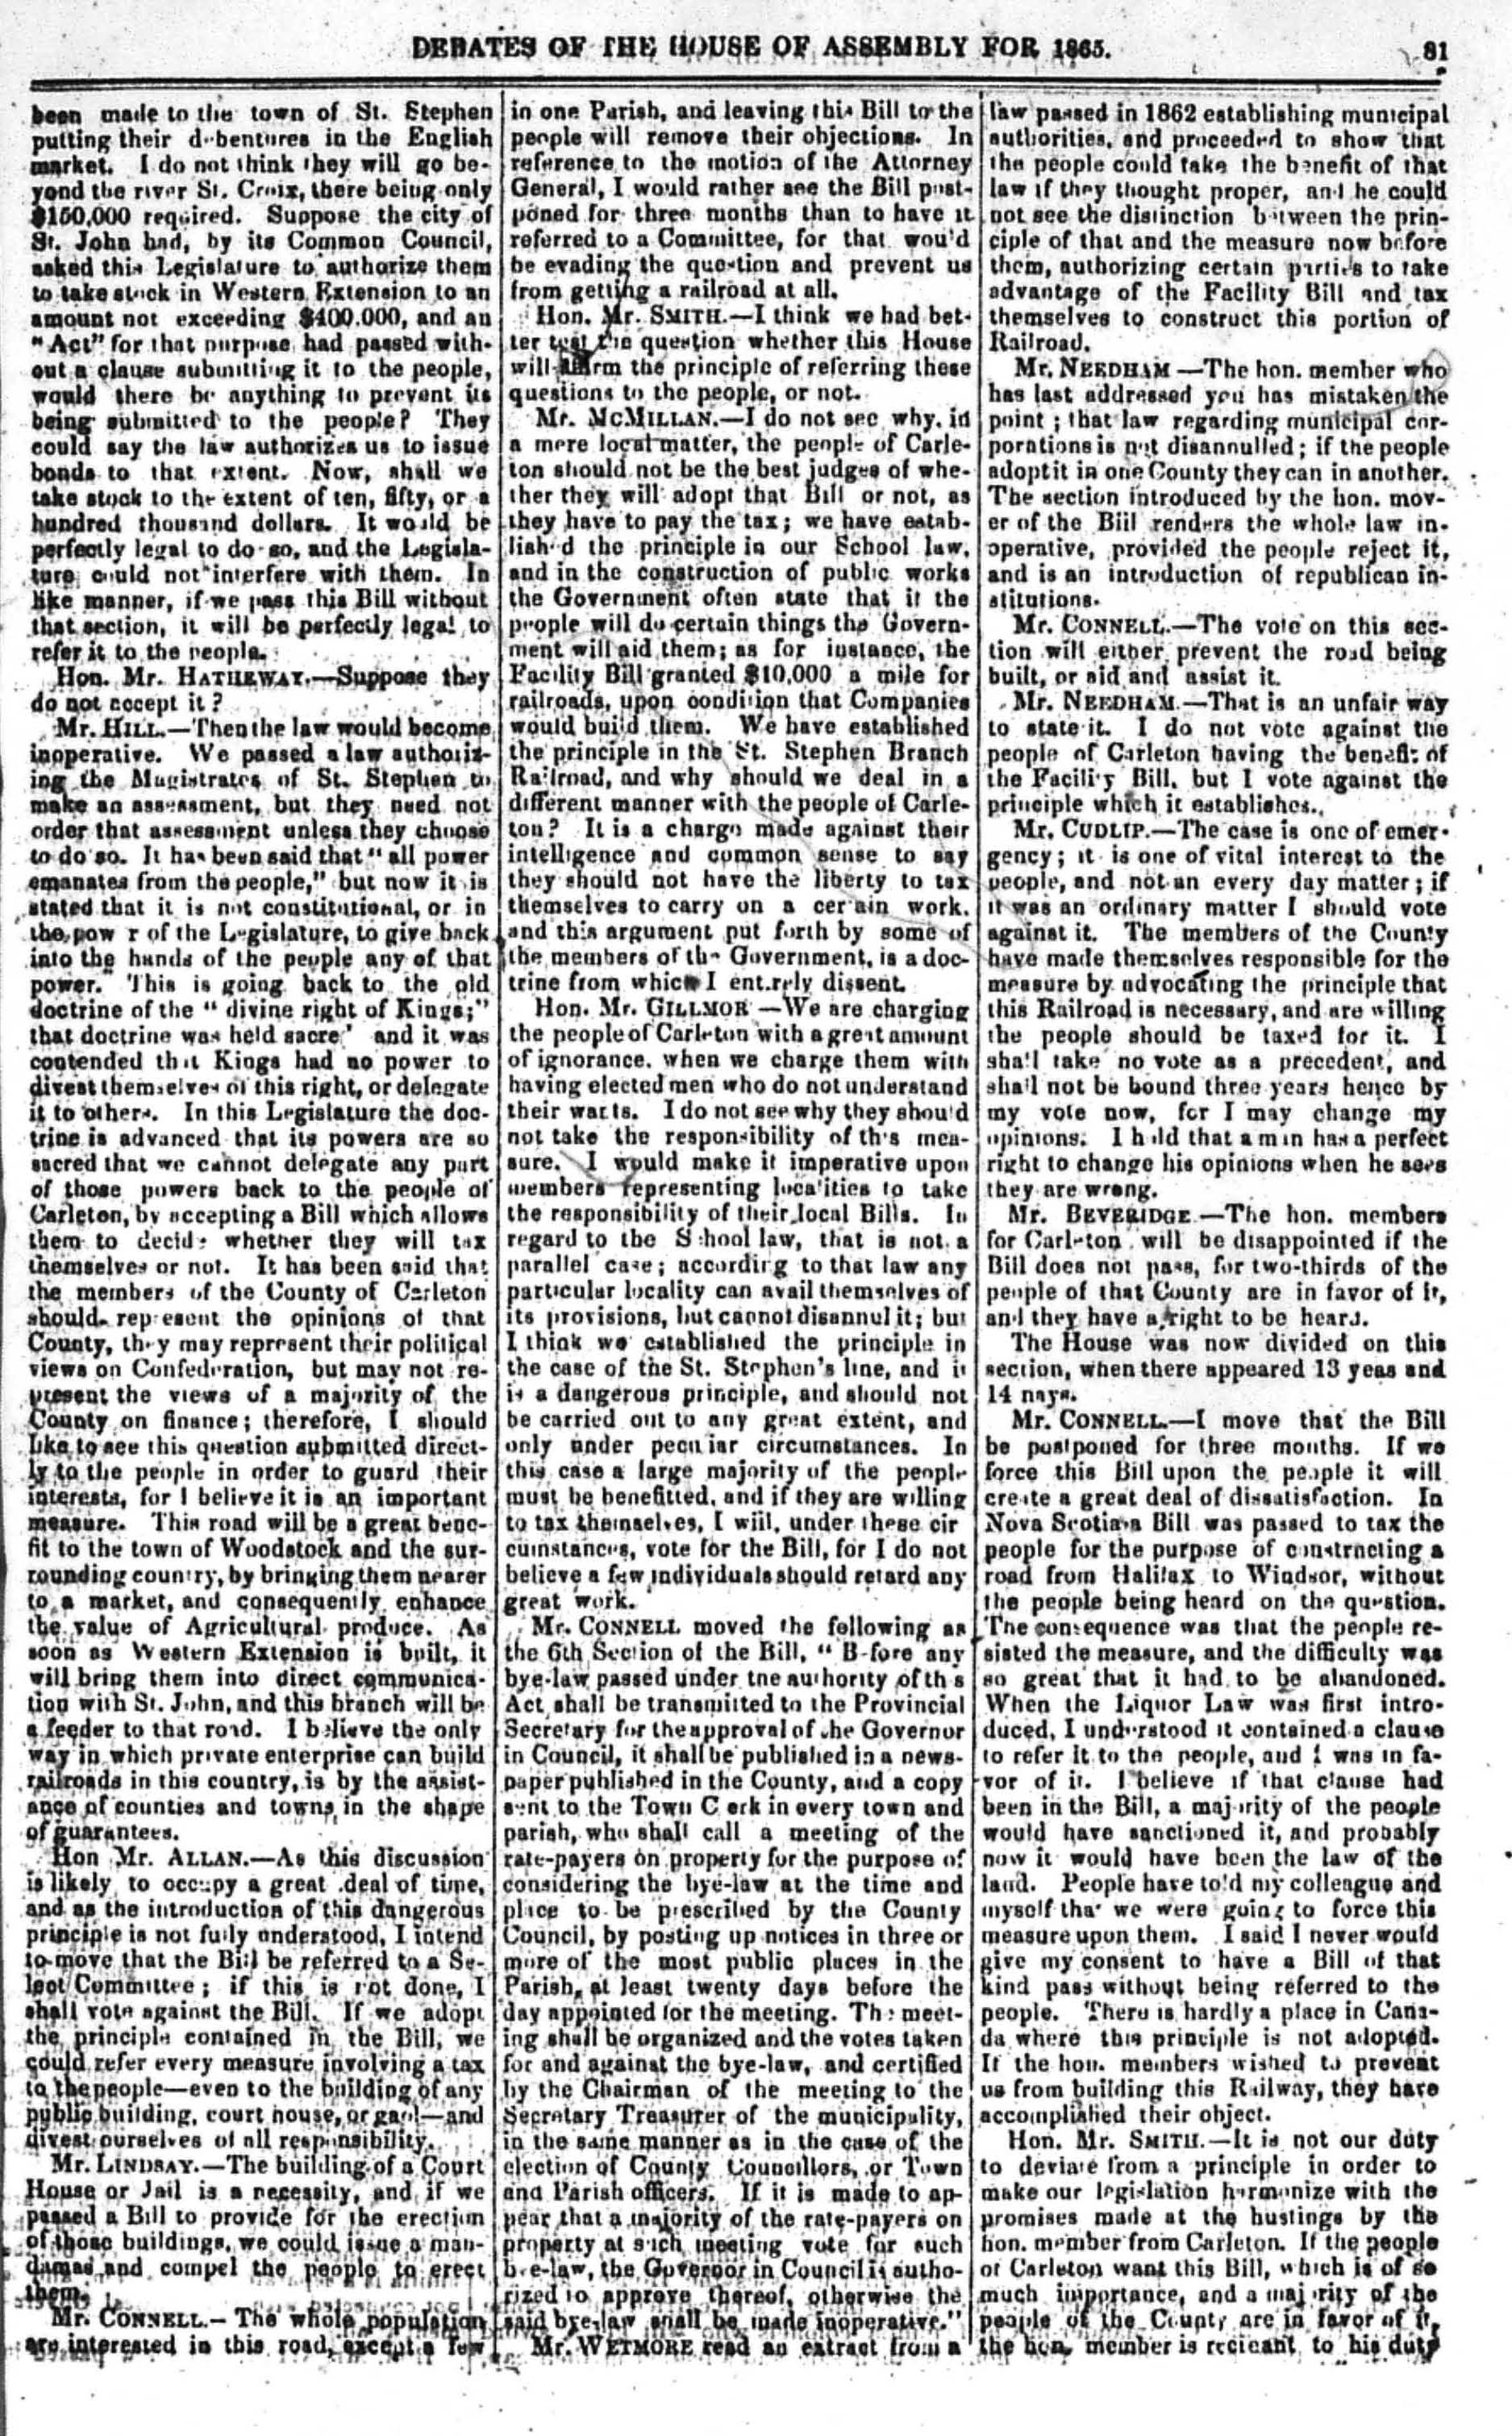 DEBATES OF THE HOUSE OF ASSEMBLY FOR 1865.
81
been made to the town of St. Stephen
putting their debentures in the English
market. I do not think they will go be-
yond the river St. Croix, there being only
$150,000 required. Suppose the city of
St. John had, by its Common Council,
asked this Legislature to authorize them
to take stock in Western Extension to an
amount not exceeding $400.000, and an
"Act" for that purpose had passed with-
out a clause submitting it to the people,
would there be anything to prevent its
being submitted to the people? They
could say the law authorizes us to issue
bonds to that extent. Now, shall we
take stock to the extent of ten, fifty, or a
hundred thousand dollars. It would be
perfectly legal to do so, and the Legisla-
ture could not interfere with them. In
like manner, if we pass this Bill without
that section, it will be perfectly legal to
refer it to the people.
Hon. Mr. HATHEWAY.—Suppose they
do not accept it?
Mr. HILL.—Then the law would become
inoperative. We passed a law authoriz-
ing the Magistrates of St. Stephen to
make an assessment, but they need not
order that assessment unless they choose
to do so. It has been said that "all power
emanates from the people," but now it is
stated that it is not constitutional, or in
the pow r of the Legislature, to give back
into the hands of the people any of that
power. This is going back to the old
doctrine of the "divine right of Kings;"
that doctrine was held sacre' and it was
contended that Kings had no power to
divest themselves of this right, or delegate
it to others. In this Legislature the doc-
trine is advanced that its powers are so
sacred that we cannot delegate any part
of those powers back to the people of
Carleton, by accepting a Bill which allows
them to decide whether they will tax
themselves or not. It has been said that
the members of the County of Carleton
should represent the opinions of that
County, they may represent their political
views on Confederation, but may not re-
present the views of a majority of the
County on finance; therefore, I should
like to see this question submitted direct-
ly to the people in order to guard their
interests, for I believe it is an important
measure. This road will be a great bene-
fit to the town of Woodstock and the sur-
rounding country, by bringing them nearer
to a market, and consequently enhance
the value of Agricultural produce. As
soon as Western Extension is built, it
will bring them into direct communica-
tion with St. John, and this branch will be
a feeder to that road. I believe the only
way in which private enterprise can build
railroads in this country, is by the assist-
ance of counties and towns in the shape
of guarantees.
Hon Mr. ALLAN.—As this discussion
is likely to occupy a great deal of time,
and as the introduction of this dangerous
principle is not fully understood, I intend
to move that the Bill be referred to a Se-
lect Committee; if this is not done, I
shall vote against the Bill. If we adopt
the principle contained in the Bill, we
could refer every measure involving a tax
to the people—even to the building of any
public building, court house, or gaol—and
divest ourselves of all responsibility.
Mr. LINDSAY.—The building of a Court
House or Jail is a necessity, and if we
passed a Bill to provide for the erection
of those buildings, we could issue a man-
damas and compel the people to erect
them.
Mr. CONNELL.—The whole population
are interested in this road, except a few
in one Parish, and leaving this Bill to the
people will remove their objections. In
reference to the motion of the Attorney
General, I would rather see the Bill post-
poned for three months than to have it
referred to a Committee, for that wou'd
be evading the question and prevent us
from getting a railroad at all.
Hon. Mr. SMITH.—I think we had bet-
ter test the question whether this House
will affirm the principle of referring these
questions to the people, or not.
Mr. MCMILLAN.—I do not see why, in
a mere local matter, the people of Carle-
ton should not be the best judges of whe-
ther they will adopt that Bill or not, as
they have to pay the tax; we have estab-
lish'd the principle in our School law,
and in the construction of public works
the Government often state that if the
people will do certain things the Govern-
ment will aid them; as for instance, the
Facility Bill granted $10,000 a mile for
railroads, upon condition that Companies
would build them. We have established
the principle in the St. Stephen Branch
Railroad, and why should we deal in a
different manner with the people of Carle-
ton? It is a charge made against their
intelligence and common sense to say
they should not have the liberty to tax
themselves to carry on a cer ain work,
and this argument put forth by some of
the members of the Government, is a doc-
trine from which I ent.rely dissent.
Hon. Mr. GILLMOR—We are charging
the people of Carleton with a great amount
of ignorance, when we charge them with
having elected men who do not understand
their wants. I do not see why they shou'd
not take the responsibility of th's mea-
sure. I would make it imperative upon
members representing loca'ities to take
the responsibility of their local Bills. In
regard to the School law, that is not a
parallel case; according to that law any
particular locality can avail themselves of
its provisions, but cannot disannul it; but
I think we established the principle in
the case of the St. Stephen's line, and it
is a dangerous principle, and should not
be carried out to any great extent, and
only under peculiar circumstances. In
this case a large majority of the people
must be benefitted, and if they are willing
to tax themselves, I will, under these cir
cumstances, vote for the Bill, for I do not
believe a few individuals should retard any
great work.
Mr. CONNELL moved the following as
the 6th Section of the Bill, "Before any
bye-law passed under the authority of th s
Act shall be transmitted to the Provincial
Secretary for the approval of the Governor
in Council, it shall be published in a news-
paper published in the County, and a copy
sent to the Town C erk in every town and
parish, who shall call a meeting of the
rate-payers on property for the purpose of
considering the bye-law at the time and
place to be prescribed by the County
Council, by posting up notices in three or
more of the most public places in the
Parish, at least twenty days before the
day appointed for the meeting. The meet-
ing shall be organized and the votes taken
for and against the bye-law, and certified
by the Chairman of the meeting to the
Secretary Treasurer of the municipality,
in the same manner as in the case of the
election of County Councillors, or Town
and Parish officers. If it is made to ap-
pear that a majority of the rate-payers on
property at such meeting vote for such
bye-law, the Governor in Council is autho-
rized to approve thereof, otherwise the
said bye-law shall be made inoperative."
Mr. WETMORE read an extract from a
law passed in 1862 establishing municipal
authorities, and proceeded to show that
the people could take the benefit of that
law if they thought proper, and he could
not see the distinction between the prin-
ciple of that and the measure now before
them, authorizing certain parties to take
advantage of the Facility Bill and tax
themselves to construct this portion of
Railroad.
Mr. NEEDHAM—The hon. member who
has last addressed you has mistaken the
point; that law regarding municipal cor-
porations is not disannulled; if the people
adopt it in one County they can in another.
The section introduced by the hon. mov-
er of the Biil renders the whole law in-
operative, provided the people reject it,
and is an introduction of republican in-
stitutions.
Mr. CONNELL.—The vote on this sec-
tion will either prevent the road being
built, or aid and assist it.
Mr. NEEDHAM.—That is an unfair way
to state it. I do not vote against the
people of Carleton having the benefit of
the Facility Bill, but I vote against the
principle which it establishes.
Mr. CUDLIP.—The case is one of emer-
gency; it is one of vital interest to the
people, and not an every day matter; if
it was an ordinary matter I should vote
against it. The members of the County
have made themselves responsible for the
measure by advocating the principle that
this Railroad is necessary, and are willing
the people should be taxed for it. I
sha'l take no vote as a precedent, and
sha'l not be bound three years hence by
my vote now, for I may change my
opinions. I hold that a man has a perfect
right to change his opinions when he sees
they are wrong.
Mr. BEVERIDGE.—The hon. members
for Carleton will be disappointed if the
Bill does not pass, for two-thirds of the
people of that County are in favor of it,
and they have a right to be heard.
The House was now divided on this
section, when there appeared 13 yeas and
14 nays.
Mr. CONNELL.—I move that the Bill
be postponed for three months. If we
force this Bill upon the people it will
create a great deal of dissatisfaction. In
Nova Scotia a Bill was passed to tax the
people for the purpose of constructing a
road from Halifax to Windsor, without
the people being heard on the question.
The consequence was that the people re-
sisted the measure, and the difficulty was
so great that it had to be abandoned.
When the Liquor Law was first intro-
duced, I understood it contained a clause
to refer it to the people, and I was in fa-
vor of it. I believe if that clause had
been in the Bill, a majority of the people
would have sanctioned it, and probably
now it would have been the law of the
land. People have to'd my colleague and
myself tha' we were going to force this
measure upon them. I said I never would
give my consent to have a Bill of that
kind pass without being referred to the
people. There is hardly a place in Cana-
da where this principle is not adopted.
If the hon. members wished to prevent
us from building this Railway, they have
accomplished their object.
Hon. Mr. SMITH.—It is not our duty
to deviate from a principle in order to
make our legislation harmonize with the
promises made at the hustings by the
hon. member from Carleton. If the people
of Carleton want this Bill, which is of so
much importance, and a majority of the
people of the County are in favor of it,
the hon. member is recreant to his duty